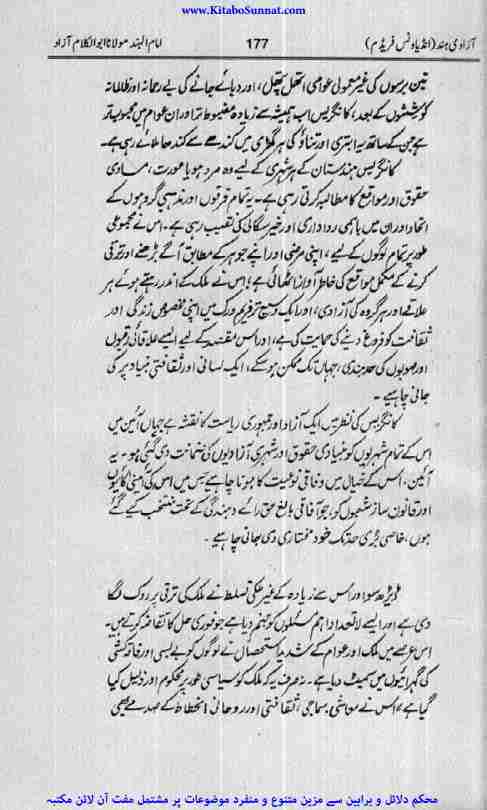 www.KitaboSunnat.com
آزادی ہند (انڈیا ونس فریڈم)
177
امام الہند مولانا ابوالکلام آزاد
تین برسوں کی غیر معمولی عوامی اتھل پتھل، اور دبائے جانے کی بے رحمانہ اور ظالمانہ
کوششوں کے بعد، کانگریس اب ہمیشہ سے زیادہ مضبوط تر اور ان عوام میں محبوب تر
ہے جن کے ساتھ یہ ابتری اور تناؤ کی ہر گھڑی میں کندھے سے کندھا ملائے رہی ہے۔
کانگریس ہندستان کے ہر شہری کے لیے وہ مرد ہو یا عورت، مساوی
حقوق اور مواقع کا مطالبہ کرتی رہی ہے۔ یہ تمام فرقوں اور مذہبی گروہوں کے
اتحاد اور ان میں باہمی رواداری اور خیر سگالی کی نقیب رہی ہے۔ اس نے مجموعی
طور پر تمام لوگوں کے لیے، اپنی مرضی اور اپنے جوہر کے مطابق آگے بڑھنے اور ترقی
کرنے کے مکمل مواقع کی خاطر آواز اٹھائی ہے؛ اس نے ملک کے اندر رہتے ہوئے ہر
علاقے اور ہر گروہ کی آزادی، اور ایک وسیع تر فریم ورک میں اپنی مخصوص زندگی اور
ثقافت کو فروغ دینے کی حمایت کی ہے، اور اس مقصد کے لیے ایسے علاقائی رقبوں
اور صوبوں کی حد بندی، جہاں تک ممکن ہو سکے، ایک لسانی اور ثقافتی بنیاد پر کی
جانی چاہیے۔
کانگریس کی نظر میں ایک آزاد اور جمہوری ریاست کا نقشہ ہے جہاں آئین میں
اس کے تمام شہریوں کو بنیادی حقوق اور شہری آزادیوں کی ضمانت دی گئی ہو۔ یہ
آئین، اس کے خیال میں وفاقی نوعیت کا ہونا چاہیے جس میں اس کی آئینی اکائیوں
اور قانون ساز شعبوں کو، جو آفاقی بالغ حق رائے دہندگی کے تحت منتخب کیے گئے
ہوں، خاصی بڑی حد تک خود مختاری دی جانی چاہیے۔
ڈیڑھ سو اور اس سے زیادہ کے غیر ملکی تسلط نے ملک کی ترقی پر روک لگا
دی ہے اور ایسے لاتعداد اہم مسئلوں کو جنم دیا ہے جو فوری حل کا تقاضہ کرتے ہیں۔
اس عرصے میں ملک اور عوام کے شدید استحصال نے لوگوں کو بے بسی اور فاقہ کشی
کی گہرائیوں میں سمیٹ دیا ہے۔ نہ صرف یہ کہ ملک کو سیاسی طور پر محکوم اور ذلیل کیا
گیا ہے، اس نے معاشی، سماجی، ثقافتی اور روحانی انحطاط کے عہد سے بھی
محکم دلائل و براہین سے مزین متنوع و منفرد موضوعات پر مشتمل مفت آن لائن مکتبہ